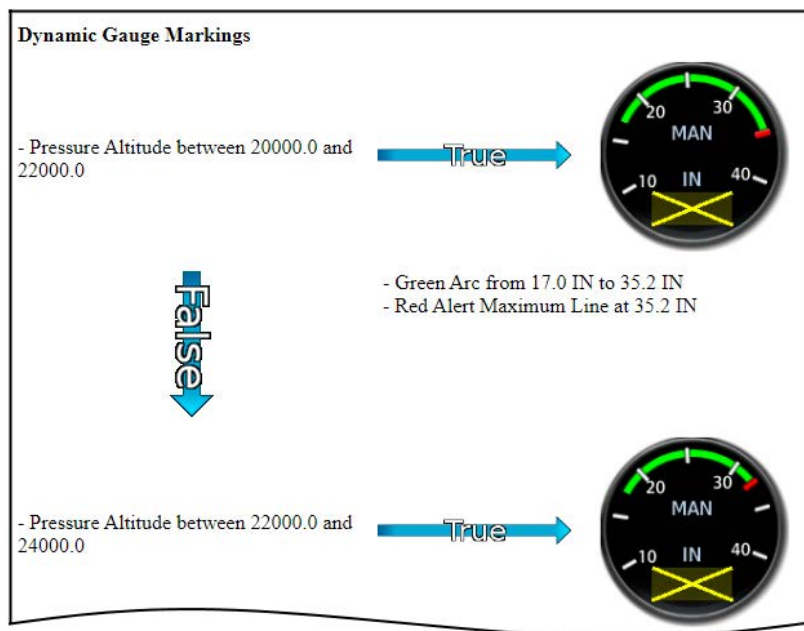 Dynamic Gauge Markings
- Pressure Altitude between 20000.0 and
22000.0
True
20
30
MAN
10
IN
40
False
- Green Arc from 17.0 IN to 35.2 IN
- Red Alert Maximum Line at 35.2 IN
- Pressure Altitude between 22000.0 and
24000.0
True
20
30
MAN
10
IN
40